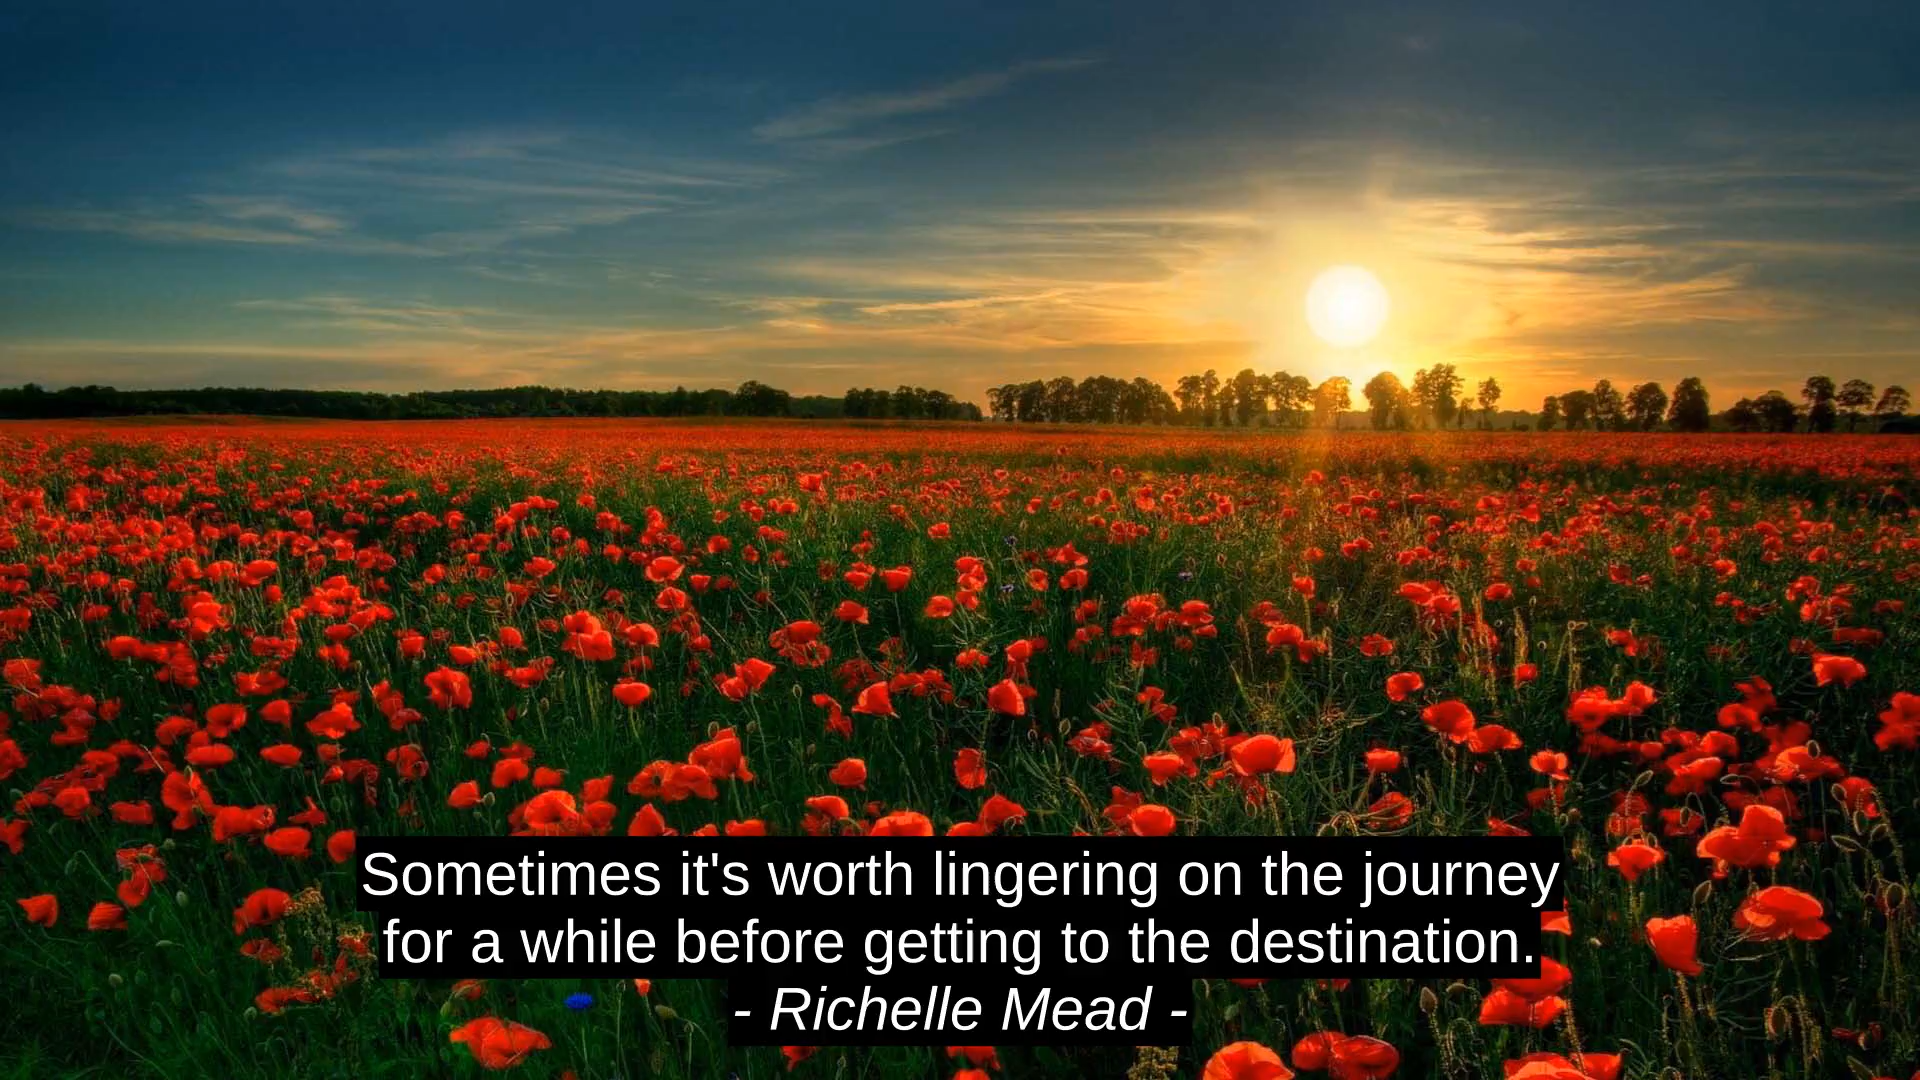 Sometimes it's worth lingering on the journey
for a while before getting to the destination.
- Richelle Mead -